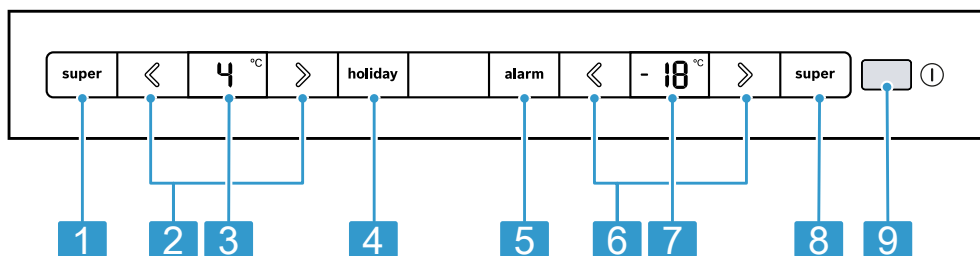 super 《 4 °C 》 holiday alarm 《 -18 °C 》 super
1 2 3 4 5 6 7 8 9